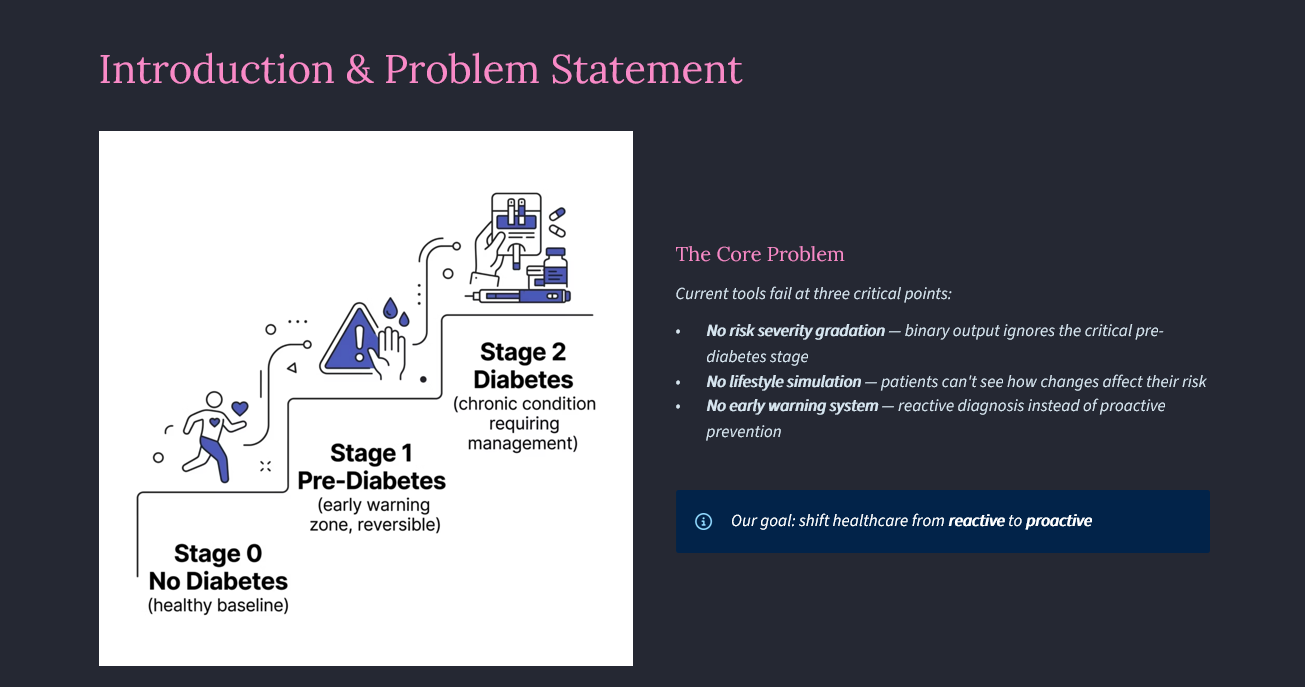 Introduction & Problem Statement
Stage 2
Diabetes
(chronic condition
requiring
management)
Stage 1
Pre-Diabetes
(early warning
zone, reversible)
Stage 0
No Diabetes
(healthy baseline)
The Core Problem
Current tools fail at three critical points:
• No risk severity gradation — binary output ignores the critical pre-
diabetes stage
• No lifestyle simulation — patients can't see how changes affect their risk
• No early warning system — reactive diagnosis instead of proactive
prevention
Our goal: shift healthcare from reactive to proactive